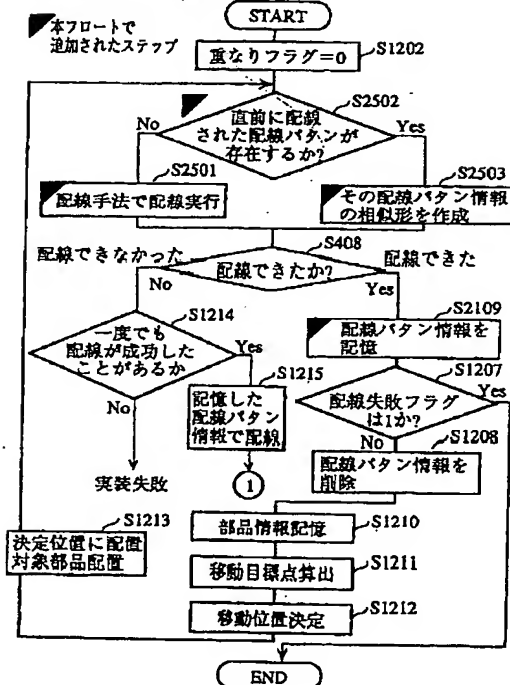 本フロートで
追加されたステップ
START
重なりフラグ=0
S1202
S2502
直前に配線
された配線パタンが
存在するか?
No
Yes
S2501
配線手法で配線実行
S2503
その配線パタン情報
の相似形を作成
S408
配線できなかった
配線できたか?
配線できた
No
Yes
S1214
一度でも
配線が成功した
ことがあるか
Yes
No
S1215
記憶した
配線パタン
情報で配線
1
実装失敗
S2109
配線パタン情報を
記憶
S1207
配線失敗フラグ
は1か?
Yes
No
S1208
配線パタン情報を
削除
S1213
決定位置に配置
対象部品配置
部品情報記憶
S1210
移動目標点算出
S1211
移動位置決定
S1212
END